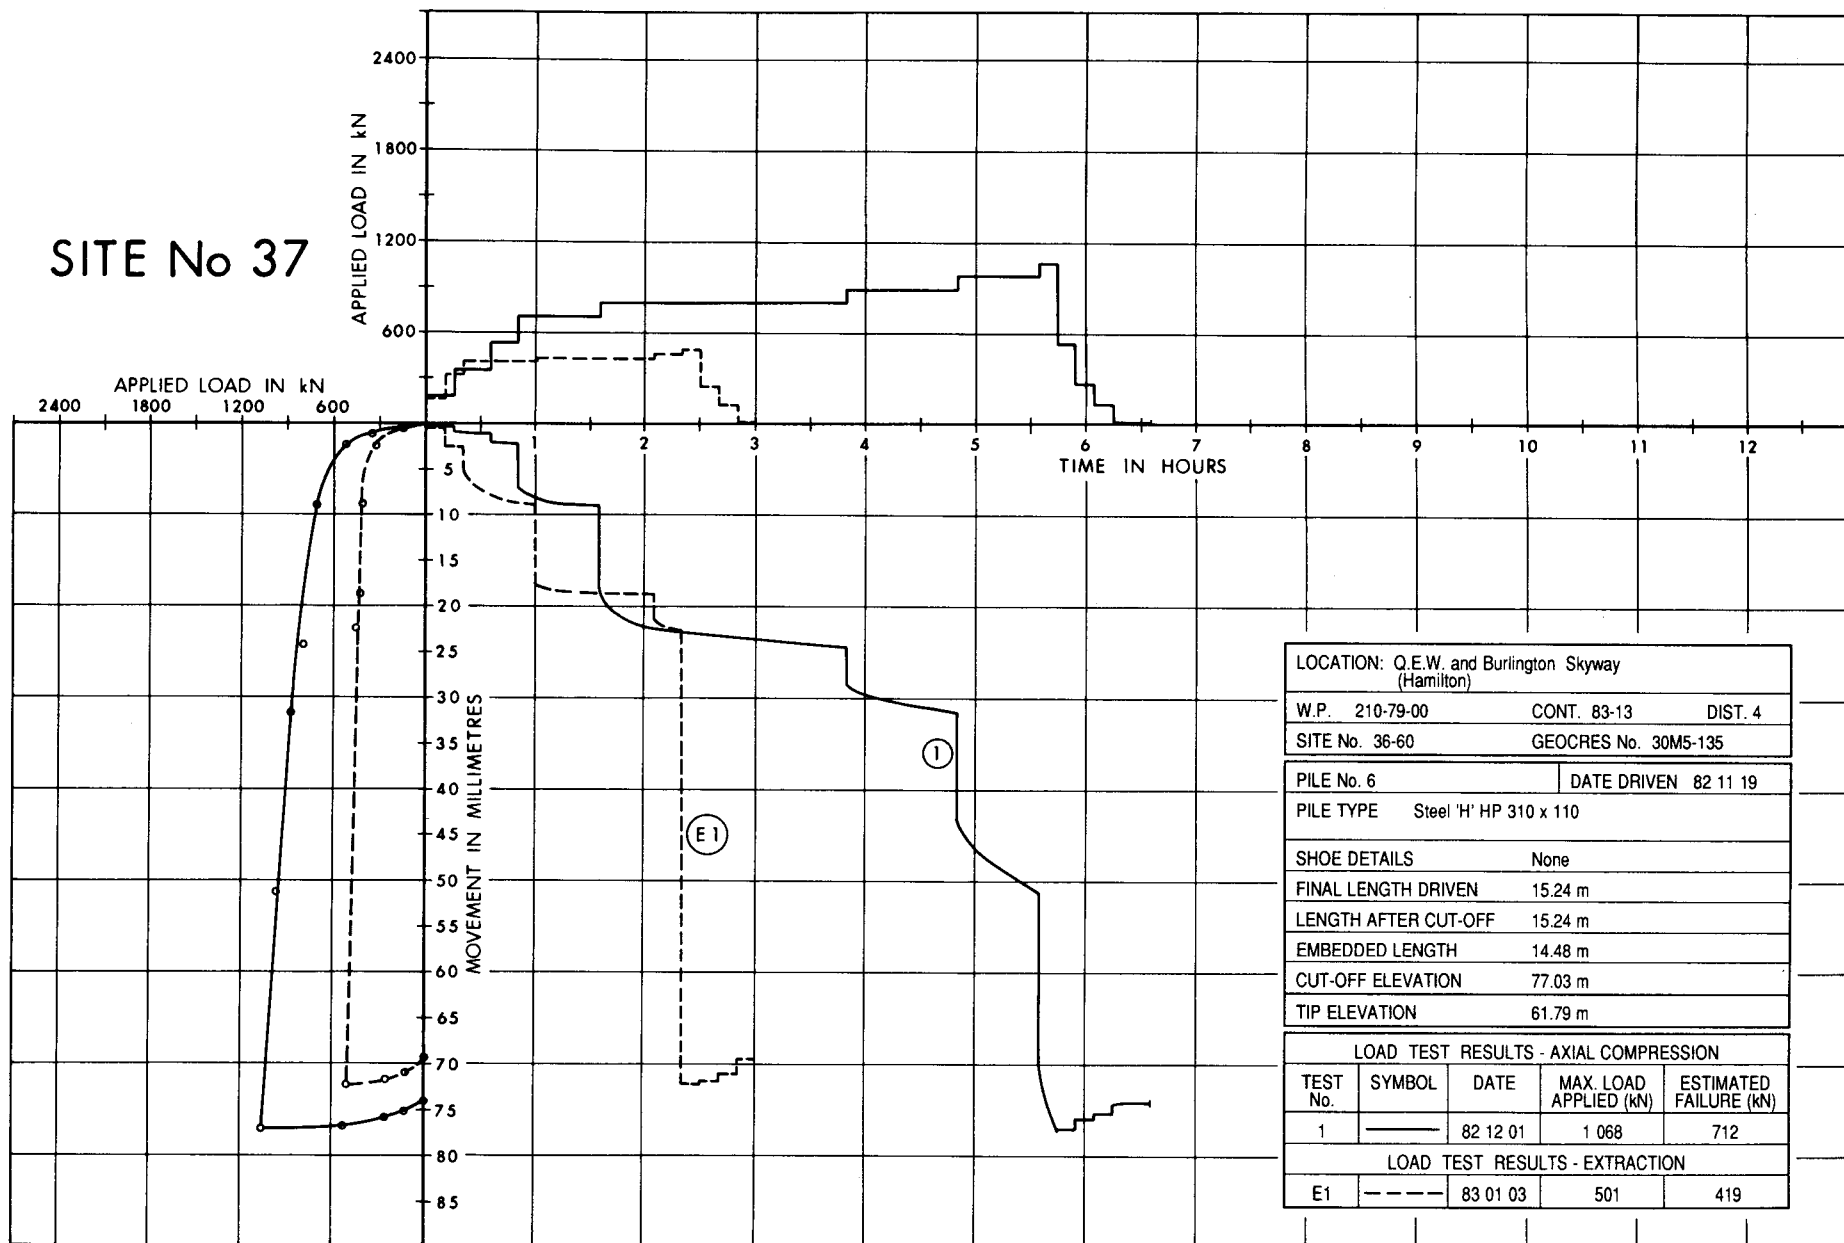 SITE No 37
APPLIED LOAD IN kN
2400
1800
1200
600
APPLIED LOAD IN kN
2400 1800 1200 600
1 2 3 4 5 6 7 8 9 10 11 12
TIME IN HOURS
MOVEMENT IN MILLIMETRES
5
10
15
20
25
30
35
40
45
50
55
60
65
70
75
80
85
1
E1
LOCATION: Q.E.W. and Burlington Skyway
(Hamilton)
W.P. 210-79-00 CONT. 83-13 DIST. 4
SITE No. 36-60 GEOCRES No. 30M5-135
PILE No. 6 DATE DRIVEN 82 11 19
PILE TYPE Steel 'H' HP 310 x 110
SHOE DETAILS None
FINAL LENGTH DRIVEN 15.24 m
LENGTH AFTER CUT-OFF 15.24 m
EMBEDDED LENGTH 14.48 m
CUT-OFF ELEVATION 77.03 m
TIP ELEVATION 61.79 m
LOAD TEST RESULTS - AXIAL COMPRESSION
TEST No. SYMBOL DATE MAX. LOAD APPLIED (kN) ESTIMATED FAILURE (kN)
1 82 12 01 1 068 712
LOAD TEST RESULTS - EXTRACTION
E1 83 01 03 501 419